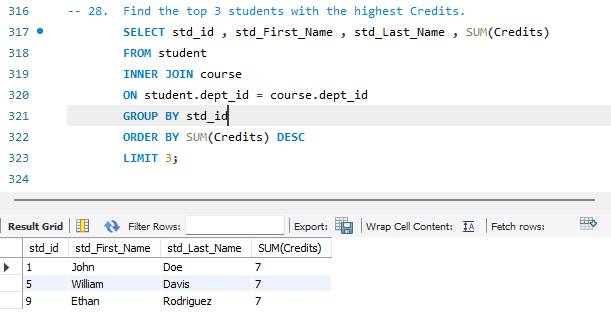 316 -- 28. Find the top 3 students with the highest Credits.
317 SELECT std_id , std_First_Name , std_Last_Name , SUM(Credits)
318 FROM student
319 INNER JOIN course
320 ON student.dept_id = course.dept_id
321 GROUP BY std_id
322 ORDER BY SUM(Credits) DESC
323 LIMIT 3;
324
Result Grid Filter Rows: Export: Wrap Cell Content: Fetch rows:
std_id std_First_Name std_Last_Name SUM(Credits)
1 John Doe 7
5 William Davis 7
9 Ethan Rodriguez 7